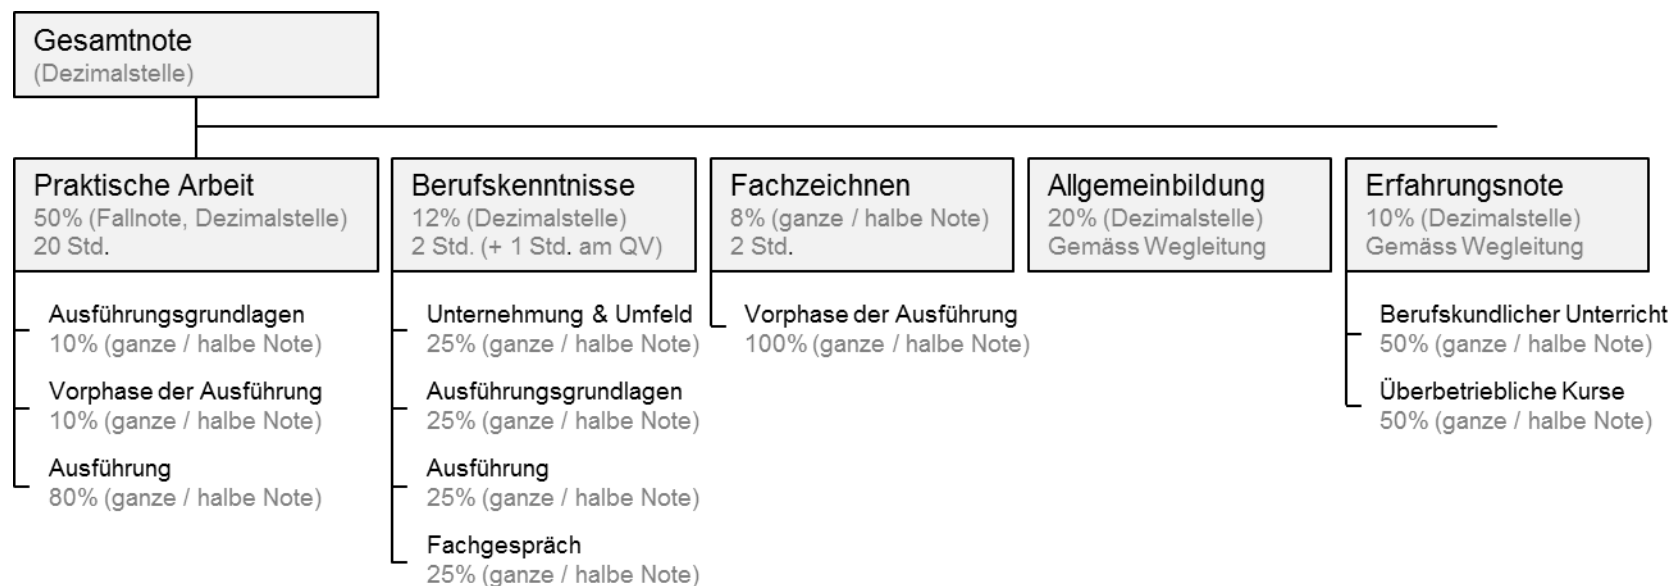 Gesamtnote
(Dezimalstelle)
Praktische Arbeit
50% (Fallnote, Dezimalstelle)
20 Std.
Ausführungsgrundlagen
10% (ganze / halbe Note)
Vorphase der Ausführung
10% (ganze / halbe Note)
Ausführung
80% (ganze / halbe Note)
Berufskenntnisse
12% (Dezimalstelle)
2 Std. (+ 1 Std. am QV)
Unternehmung & Umfeld
25% (ganze / halbe Note)
Ausführungsgrundlagen
25% (ganze / halbe Note)
Ausführung
25% (ganze / halbe Note)
Fachgespräch
25% (ganze / halbe Note)
Fachzeichnen
8% (ganze / halbe Note)
2 Std.
Vorphase der Ausführung
100% (ganze / halbe Note)
Allgemeinbildung
20% (Dezimalstelle)
Gemäss Wegleitung
Erfahrungsnote
10% (Dezimalstelle)
Gemäss Wegleitung
Berufskundlicher Unterricht
50% (ganze / halbe Note)
Überbetriebliche Kurse
50% (ganze / halbe Note)